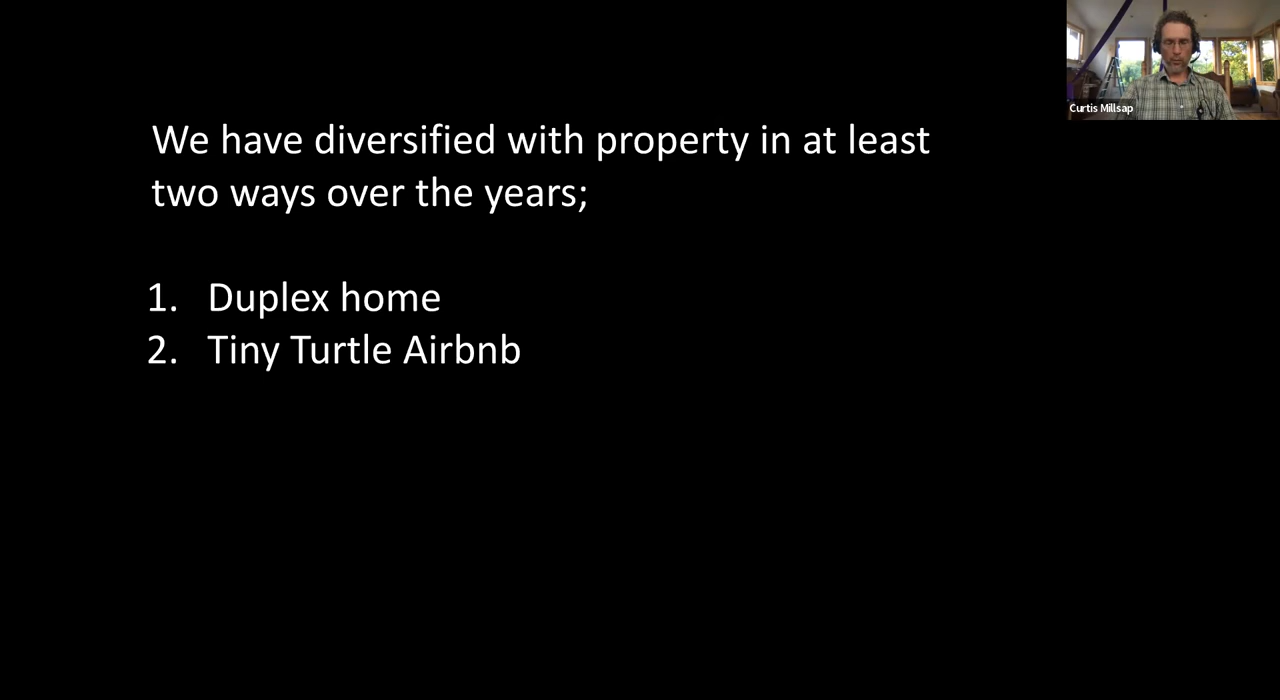 We have diversified with property in at least
two ways over the years;
1. Duplex home
2. Tiny Turtle Airbnb
Curtis Millsap